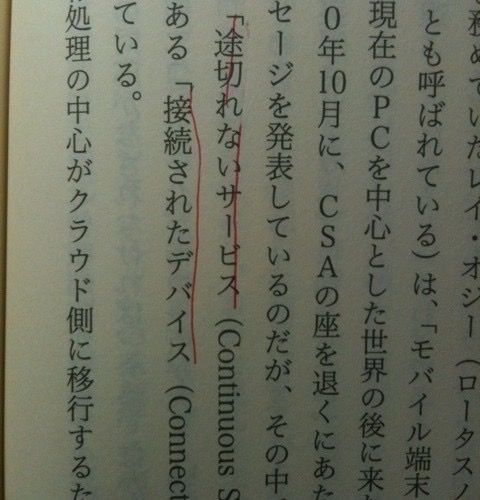 務めていたレイ・オジー（ロータスノ
とも呼ばれている）は、「モバイル端末
現在のPCを中心とした世界の後に来
0年10月に、CSAの座を退くにあた
セージを発表しているのだが、その中
「途切れないサービス（Continuous S
ある「接続されたデバイス（Connect
ている。
処理の中心がクラウド側に移行するた